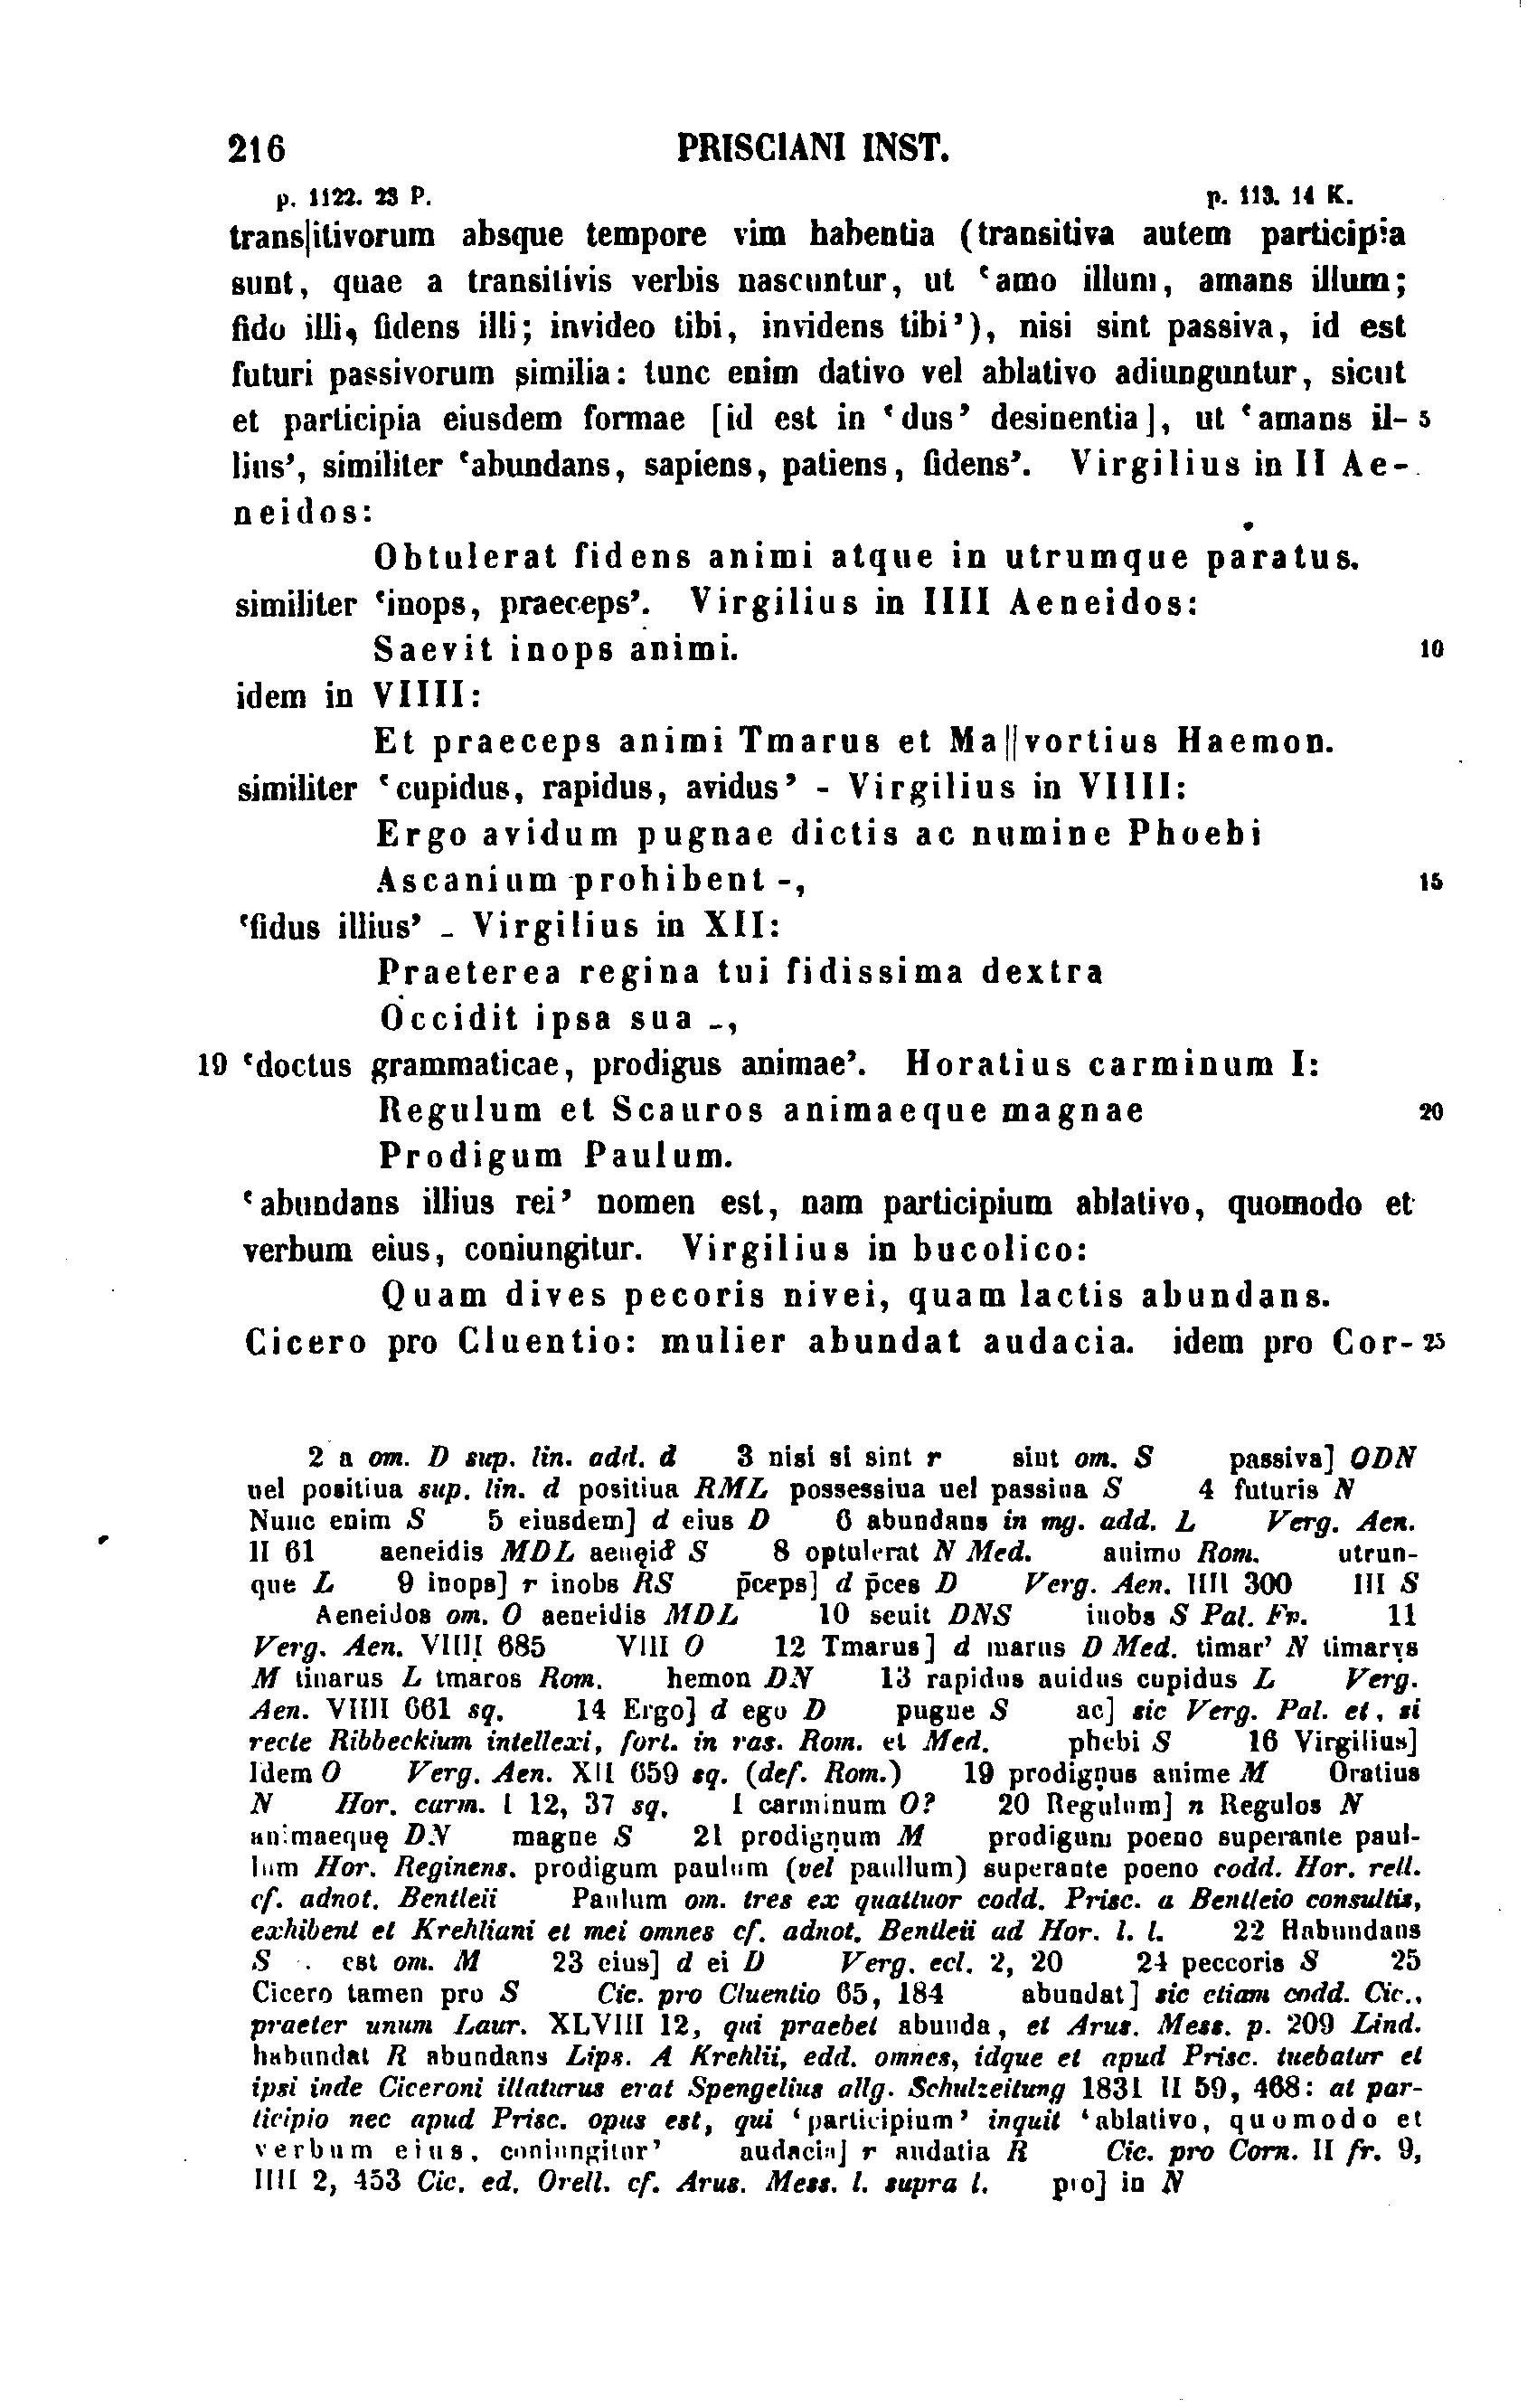 216 PRISCIANI INST.
p. 1122. 23 P. p. 113. 14 K.
trans|itivorum absque tempore vim habentia (transitiva autem participia
sunt, quae a transitivis verbis nascuntur, ut ‘amo illum, amans illum;
fido illi, fidens illi; invideo tibi, invidens tibi’), nisi sint passiva, id est
futuri passivorum similia: tunc enim dativo vel ablativo adiunguntur, sicut
et participia eiusdem formae [id est in ‘dus’ desinentia], ut ‘amans il- 5
lius’, similiter ‘abundans, sapiens, patiens, fidens’. Virgilius in II Ae-
neidos:
Obtulerat fidens animi atque in utrumque paratus.
similiter ‘inops, praeceps’. Virgilius in IIII Aeneidos:
Saevit inops animi. 10
idem in VIIII:
Et praeceps animi Tmarus et Ma||vortius Haemon.
similiter ‘cupidus, rapidus, avidus’ - Virgilius in VIIII:
Ergo avidum pugnae dictis ac numine Phoebi
Ascanium prohibent -, 15
‘fidus illius’ - Virgilius in XII:
Praeterea regina tui fidissima dextra
Occidit ipsa sua -,
19 ‘doctus grammaticae, prodigus animae’. Horatius carminum I:
Regulum et Scauros animaeque magnae 20
Prodigum Paulum.
‘abundans illius rei’ nomen est, nam participium ablativo, quomodo et
verbum eius, coniungitur. Virgilius in bucolico:
Quam dives pecoris nivei, quam lactis abundans.
Cicero pro Cluentio: mulier abundat audacia. idem pro Cor- 25
2 a om. D sup. lin. add. d 3 nisi si sint r sint om. S passiva] ODN
uel positiua sup. lin. d positiua RML possessiua uel passiua S 4 futuris N
Nunc enim S 5 eiusdem] d eius D 6 abundans in mg. add. L Verg. Aen.
II 61 aeneidis MDL S 8 optulerat N Med. animo Rom. utrun-
que L 9 inops] r inobs RS p̄ceps] d p̄ces D Verg. Aen. IIII 300 III S
Aeneidos om. O aeneidis MDL 10 seuit DNS inobs S Pal. Fr. 11
Verg. Aen. VIIII 685 VIII O 12 Tmarus] d marus D Med. timar’ N timarys
M tinarus L tmaros Rom. hemon DN 13 rapidus auidus cupidus L Verg.
Aen. VIIII 661 sq. 14 Ergo] d ego D pugne S ac] sic Verg. Pal. et, si
recte Ribbeckium intellexi, fort. in ras. Rom. et Med. phebi S 16 Virgilius]
Idem O Verg. Aen. XII 659 sq. (def. Rom.) 19 prodignus anime M Oratius
N Hor. carm. I 12, 37 sq. I carminum O? 20 Regulum] n Regulos N
animaequę DN magne S 21 prodignum M prodigum poeno superante paul-
lum Hor. Reginens. prodigum paulum (vel paullum) superante poeno codd. Hor. rell.
cf. adnot. Bentleii Paulum om. tres ex quattuor codd. Prisc. a Bentleio consultis,
exhibent et Krehliani et mei omnes cf. adnot. Bentleii ad Hor. l. l. 22 Habundans
S est om. M 23 eius] d ei D Verg. ecl. 2, 20 24 peccoris S 25
Cicero tamen pro S Cic. pro Cluentio 65, 184 abundat] sic etiam codd. Cic.,
praeter unum Laur. XLVIII 12, qui praebet abunda, et Arus. Mess. p. 209 Lind.
habundat R abundans Lips. A Krehlii, edd. omnes, idque et apud Prisc. tuebatur et
ipsi inde Ciceroni illaturus erat Spengelius allg. Schulzeitung 1831 II 59, 468: at par-
ticipio nec apud Prisc. opus est, qui ‘participium’ inquit ‘ablativo, quomodo et
verbum eius, coniungitur’ audacia] r audatia R Cic. pro Corn. II fr. 9,
IIII 2, 453 Cic. ed. Orell. cf. Arus. Mess. l. supra l. pro] in N